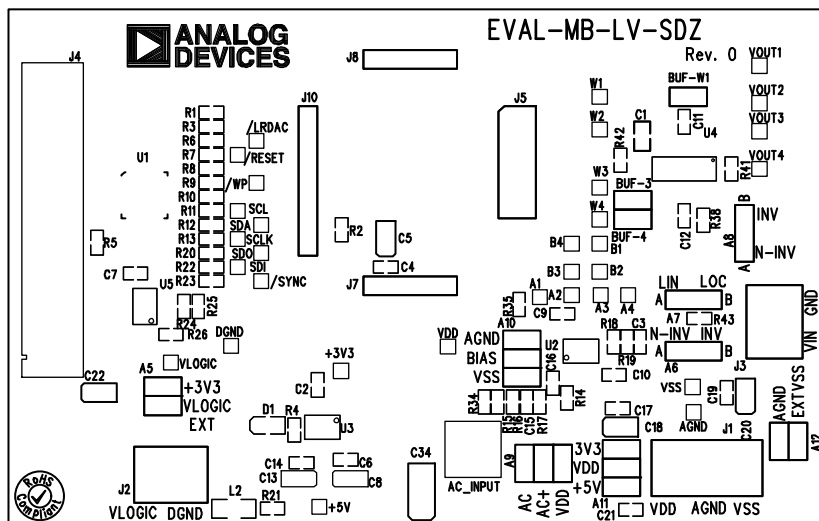 ANALOG
DEVICES
EVAL-MB-LV-SDZ
Rev. 0
VOUT1
J4
J8
BUF-W1
W1
VOUT2
J10
J5
R1
R3
R6
R7
R8
R9
R10
R11
R12
R13
R20
R22
R23
/LRDAC
/RESET
/WP
SCL
SDA
SCLK
SDO
SDI
/SYNC
U1
W2
C1
C11
U4
VOUT3
R42
VOUT4
R41
W3
BUF-3
W4
BUF-4
B
INV
A8
N-INV
A
C12
R38
R5
R2
C5
B4
B1
C7
C4
B3
B2
U5
J7
A1
A2
A3
A4
LIN
LOC
A
B
A7
R43
GND
VIN
R35
C9
R24
R25
R26
DGND
VDD
A10
AGND
BIAS
VSS
U2
R18
C3
R19
N-INV
INV
A
B
A6
J3
VLOGIC
+3V3
C16
C10
C22
A5
+3V3
VLOGIC
EXT
C2
R34
R15
R16
C15
R17
R14
VSS
C19
AGND
C20
AGND
EXTVSS
A12
D1
R4
U3
C17
C18
J1
C34
AC_INPUT
A9
AC
AC+
VDD
3V3
VDD
+5V
A11
C21
VDD
AGND
VSS
C14
C13
C6
C8
J2
VLOGIC
DGND
L2
R21
+5V
RoHS
Compliant